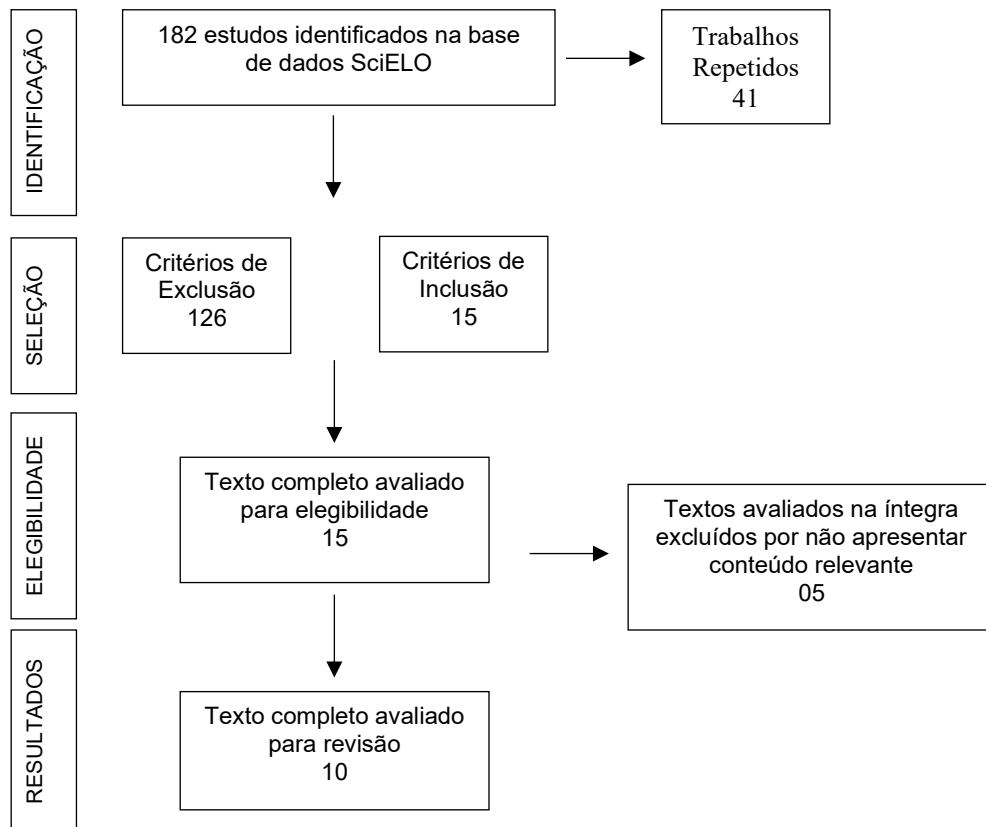 IDENTIFICAÇÃO
182 estudos identificados na base
de dados SciELO
Trabalhos
Repetidos
41
SELEÇÃO
Critérios de
Exclusão
126
Critérios de
Inclusão
15
ELEGIBILIDADE
Texto completo avaliado
para elegibilidade
15
Textos avaliados na íntegra
excluídos por não apresentar
conteúdo relevante
05
RESULTADOS
Texto completo avaliado
para revisão
10